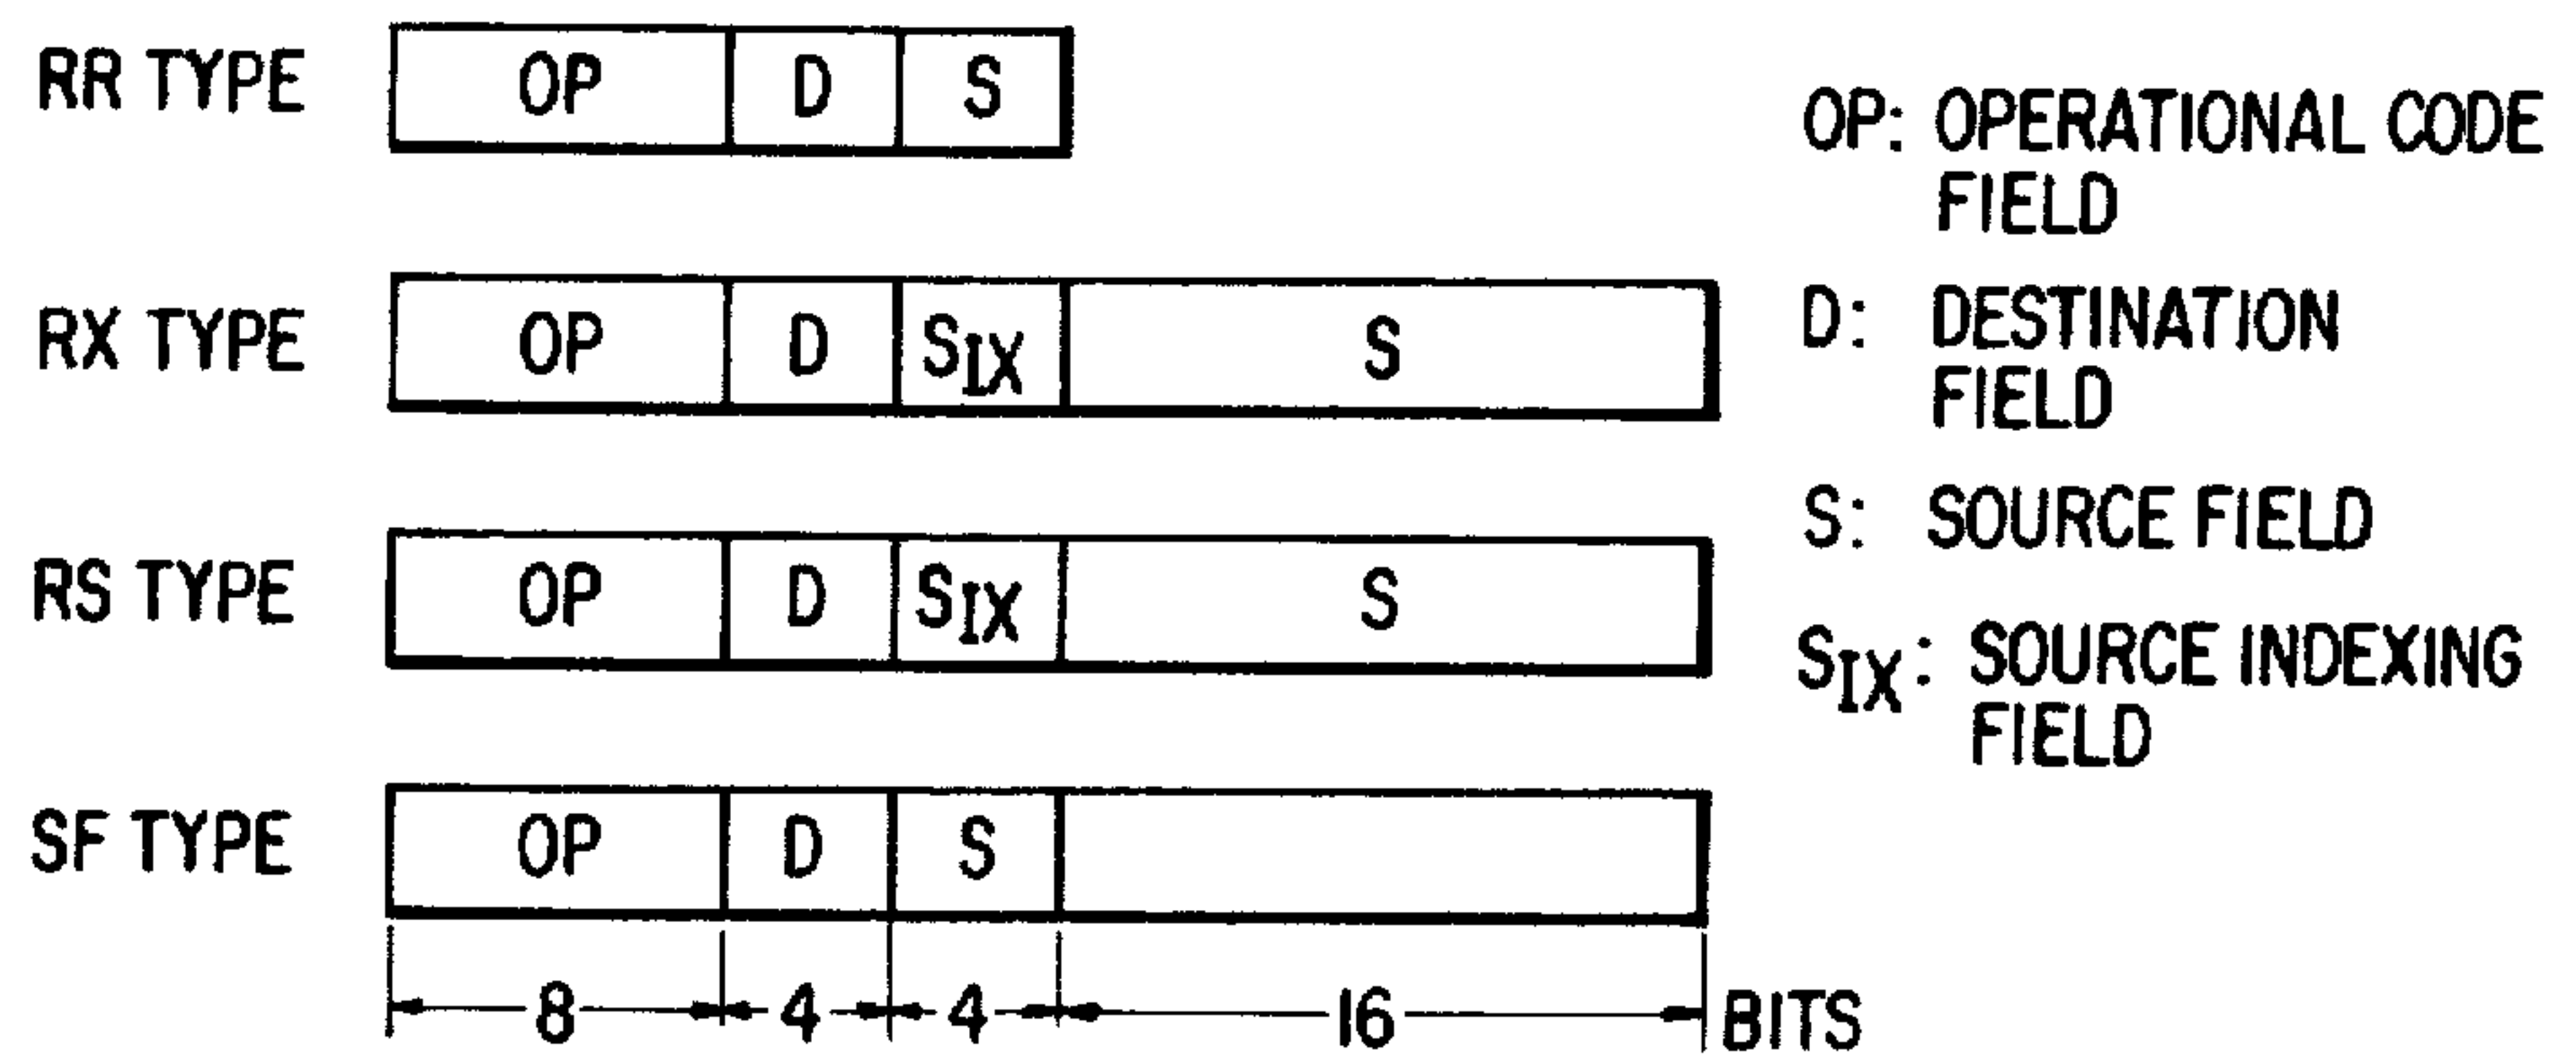 RR TYPE OP D S
RX TYPE OP D SIX S
RS TYPE OP D SIX S
SF TYPE OP D S
8 4 4 16 BITS
OP: OPERATIONAL CODE
FIELD
D: DESTINATION
FIELD
S: SOURCE FIELD
SIX: SOURCE INDEXING
FIELD